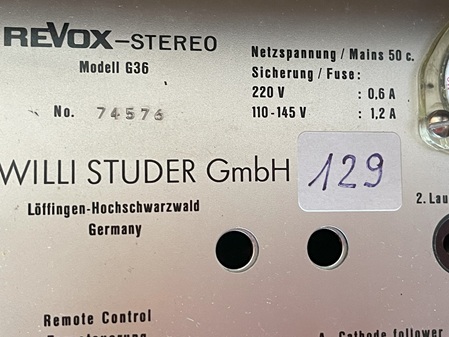 REVOX-STEREO
Modell G36
No. 74576
Netzspannung / Mains 50 c.
Sicherung / Fuse:
220 V : 0,6 A
110-145 V : 1,2 A
WILLI STUDER GmbH
129
Löffingen-Hochschwarzwald
Germany
2. Lau
Remote Control
A Cathode follower